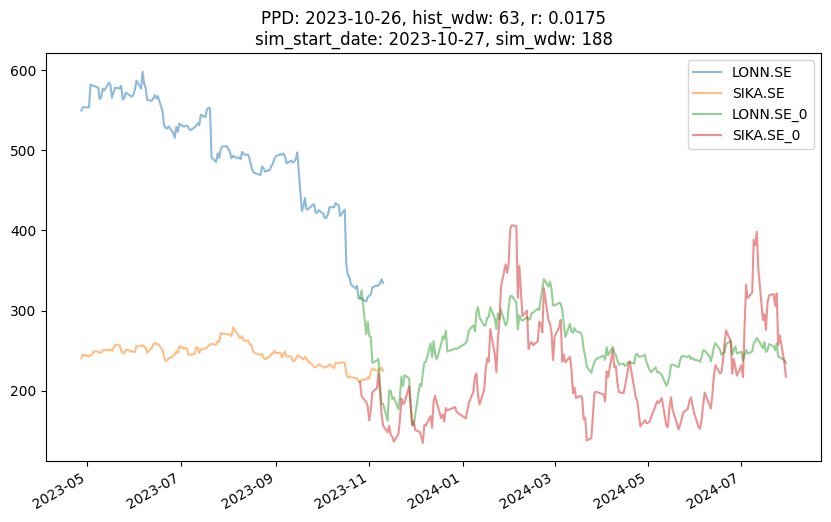 PPD: 2023-10-26, hist_wdw: 63, r: 0.0175
sim_start_date: 2023-10-27, sim_wdw: 188
LONN.SE
SIKA.SE
LONN.SE_0
SIKA.SE_0
600
500
400
300
200
2023-05
2023-07
2023-09
2023-11
2024-01
2024-03
2024-05
2024-07